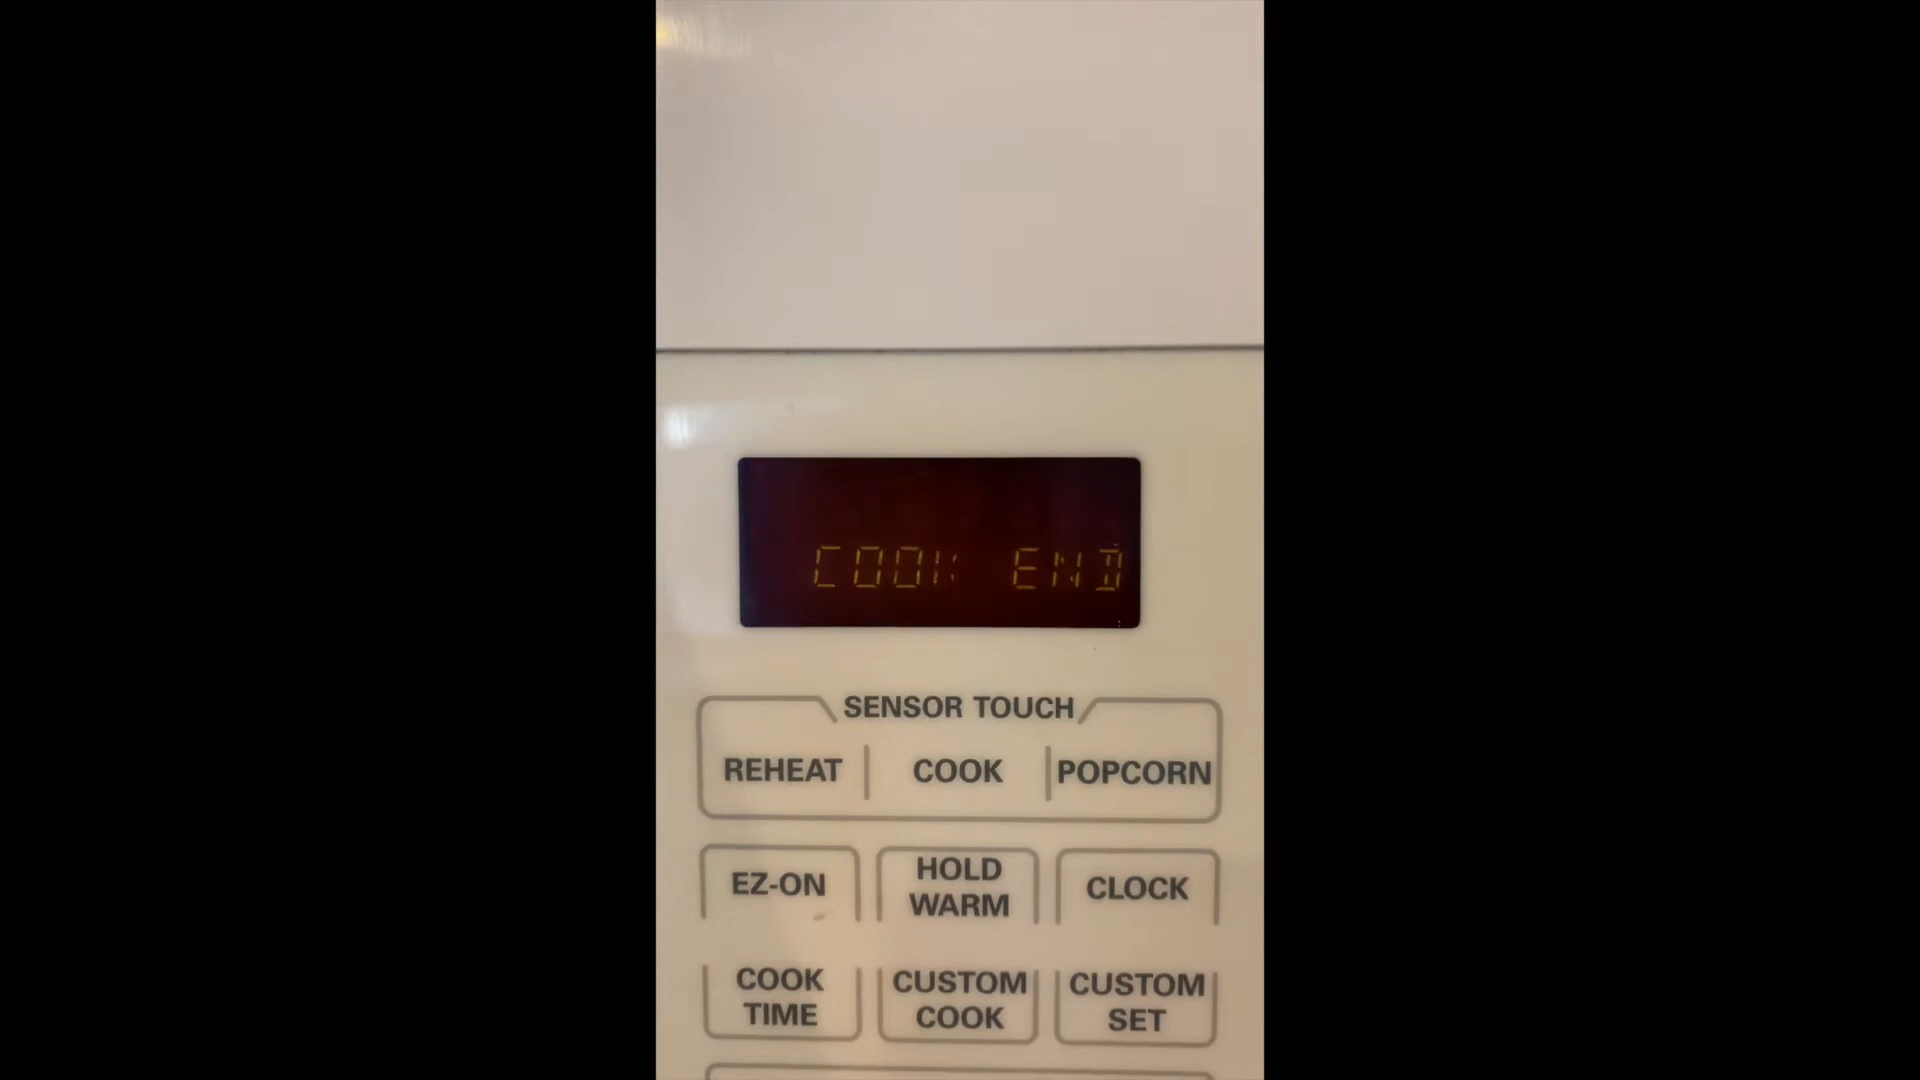 COOK END
SENSOR TOUCH
REHEAT COOK POPCORN
EZ-ON HOLD WARM CLOCK
COOK TIME CUSTOM COOK CUSTOM SET